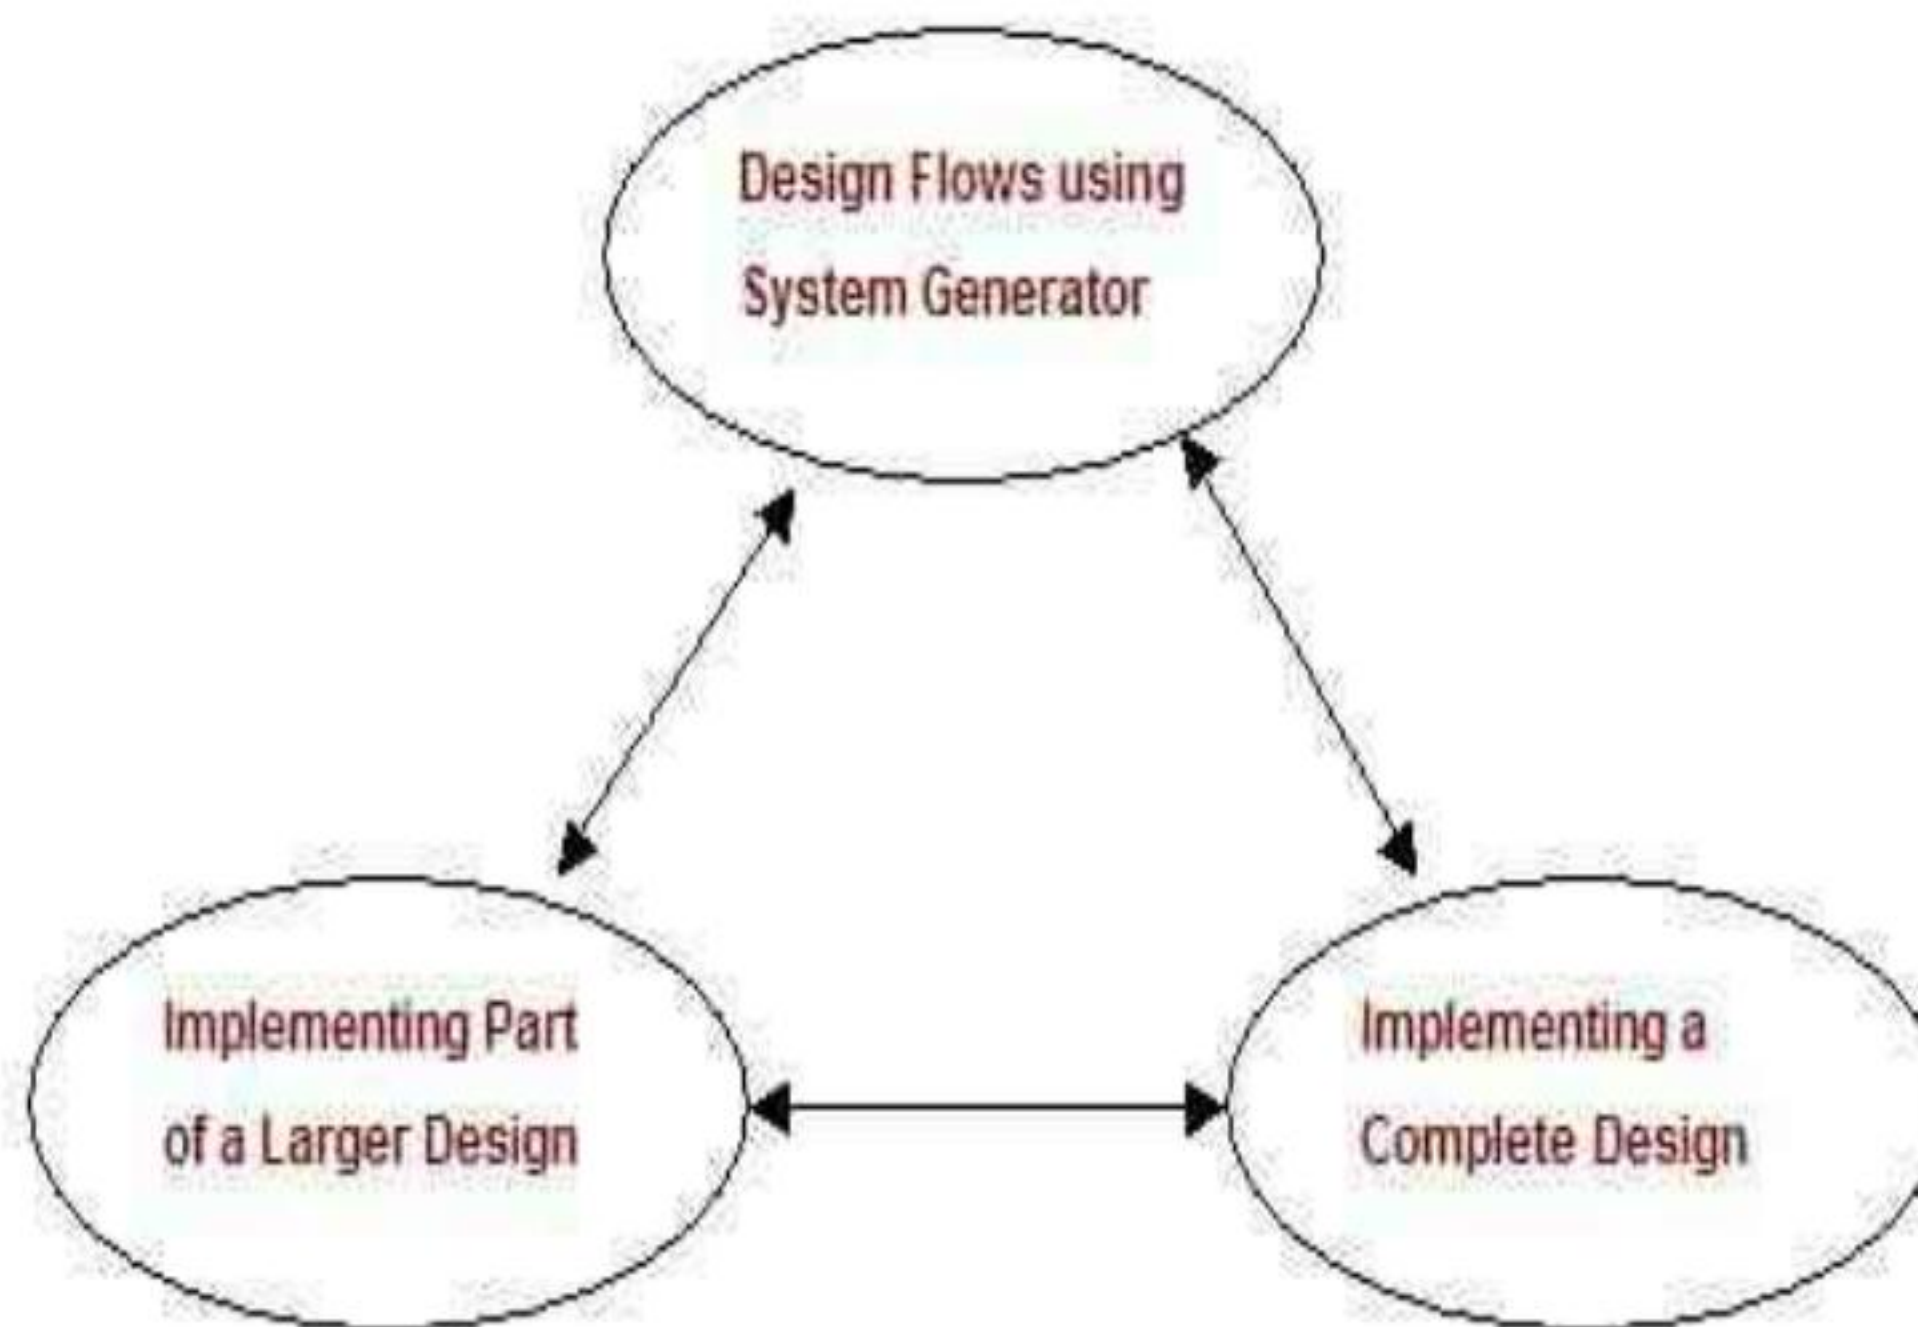 Design Flows using
System Generator
Implementing Part
of a Larger Design
Implementing a
Complete Design